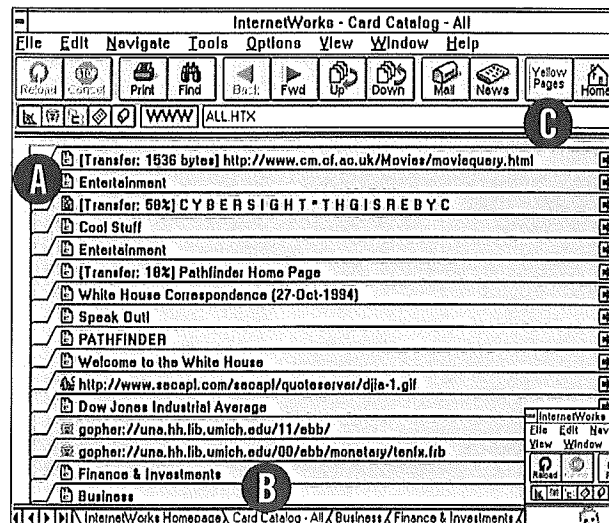 InternetWorks - Card Catalog - All
File Edit Navigate Tools Options View Window Help
Reload Cancel Print Find Back Fwd Up Down Mail News Yellow Pages Home
WWW ALL.HTX
C
A
[Transfer: 1536 bytes] http://www.cm.cf.ao.uk/Movies/moviequery.html
Entertainment
[Transfer: 58%] C Y B E R S I G H T * T H G I S R E B Y C
Cool Stuff
Entertainment
[Transfer: 18%] Pathfinder Home Page
White House Correspondence (27-Oct-1994)
Speak Out!
PATHFINDER
Welcome to the White House
http://www.secapl.com/secapl/quoteserver/djia-1.gif
Dow Jones Industrial Average
gopher://una.hh.lib.umich.edu/11/ebb/
gopher://una.hh.lib.umich.edu/00/ebb/monetary/tenfx.frb
Finance & Investments
Business
B
InternetWorks Homepage Card Catalog - All Business Finance & Investments
InternetWorks
File Edit Nav
View Window
Reload